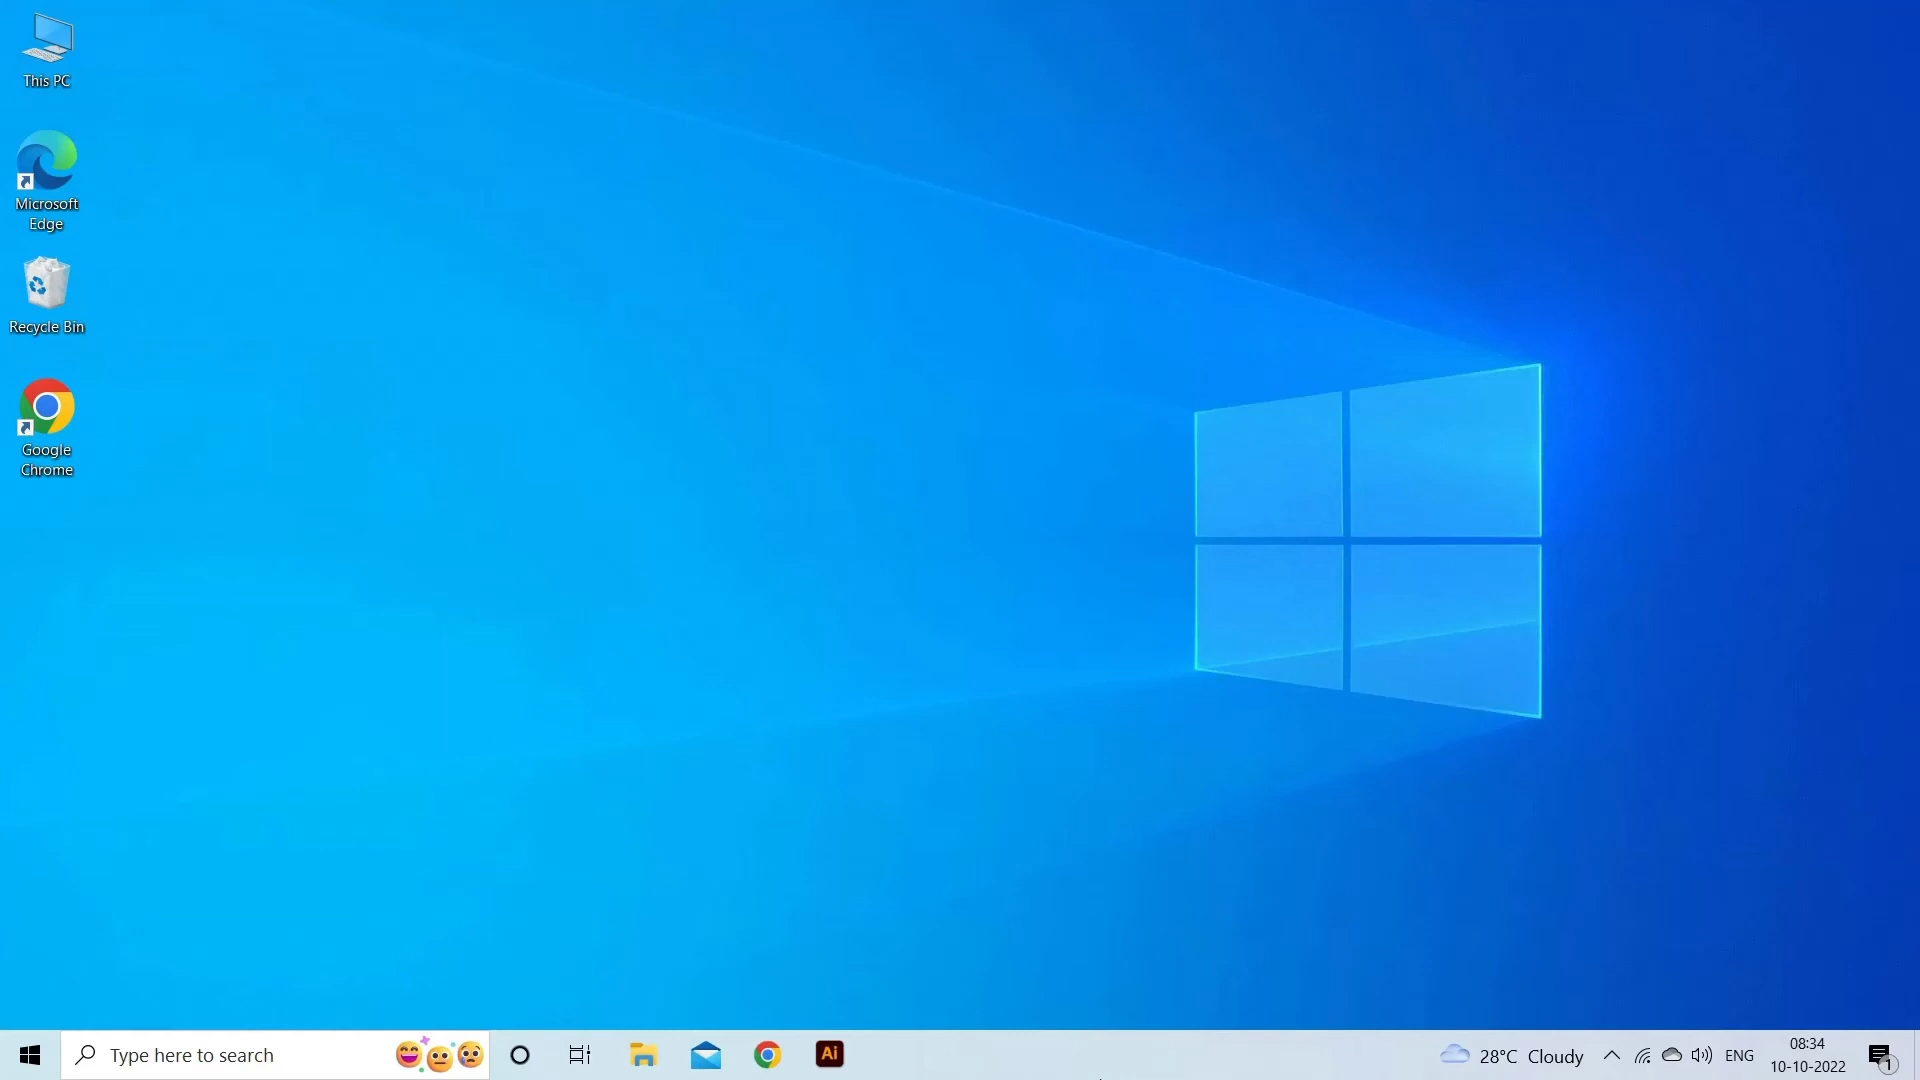 This PC
Microsoft
Edge
Recycle Bin
Google
Chrome
Type here to search
Ai
28°C Cloudy
ENG
08:34
10-10-2022
1